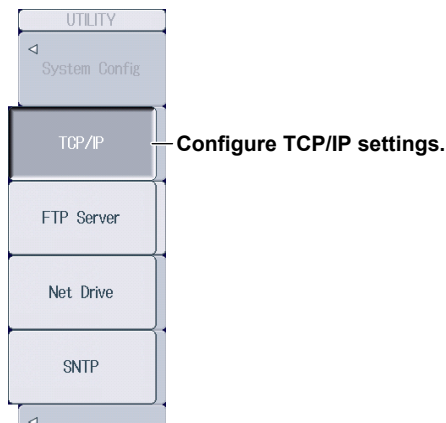 UTILITY
System Config
TCP/IP
Configure TCP/IP settings.
FTP Server
Net Drive
SNTP